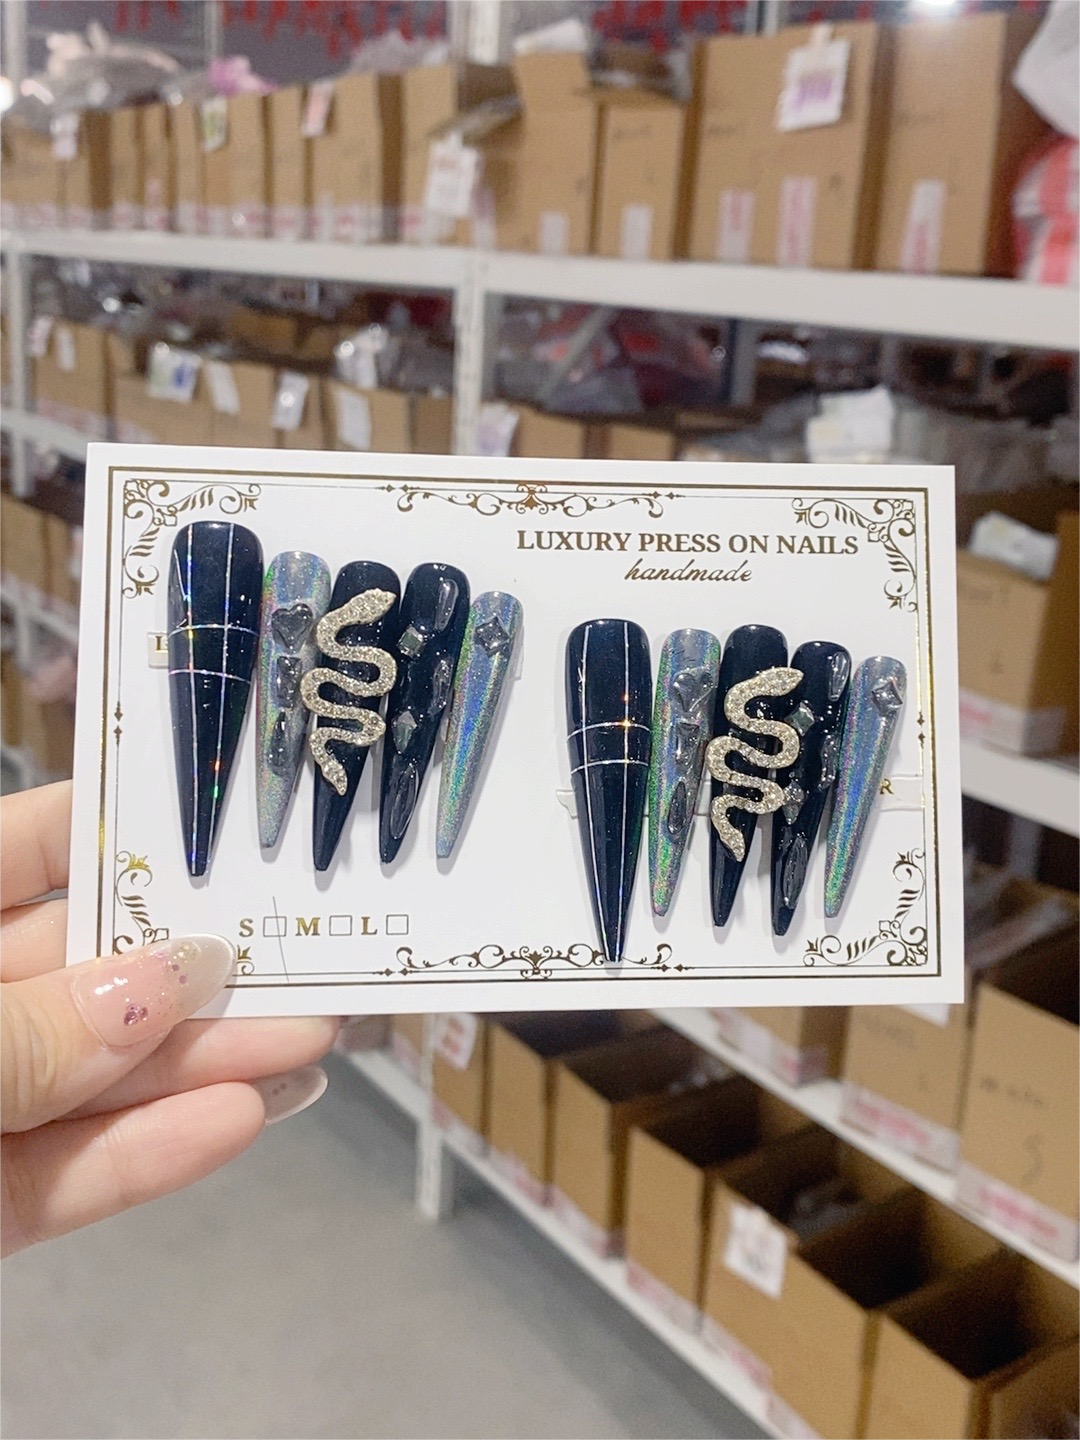 LUXURY PRESS ON NAILS
handmade
L
R
S M L